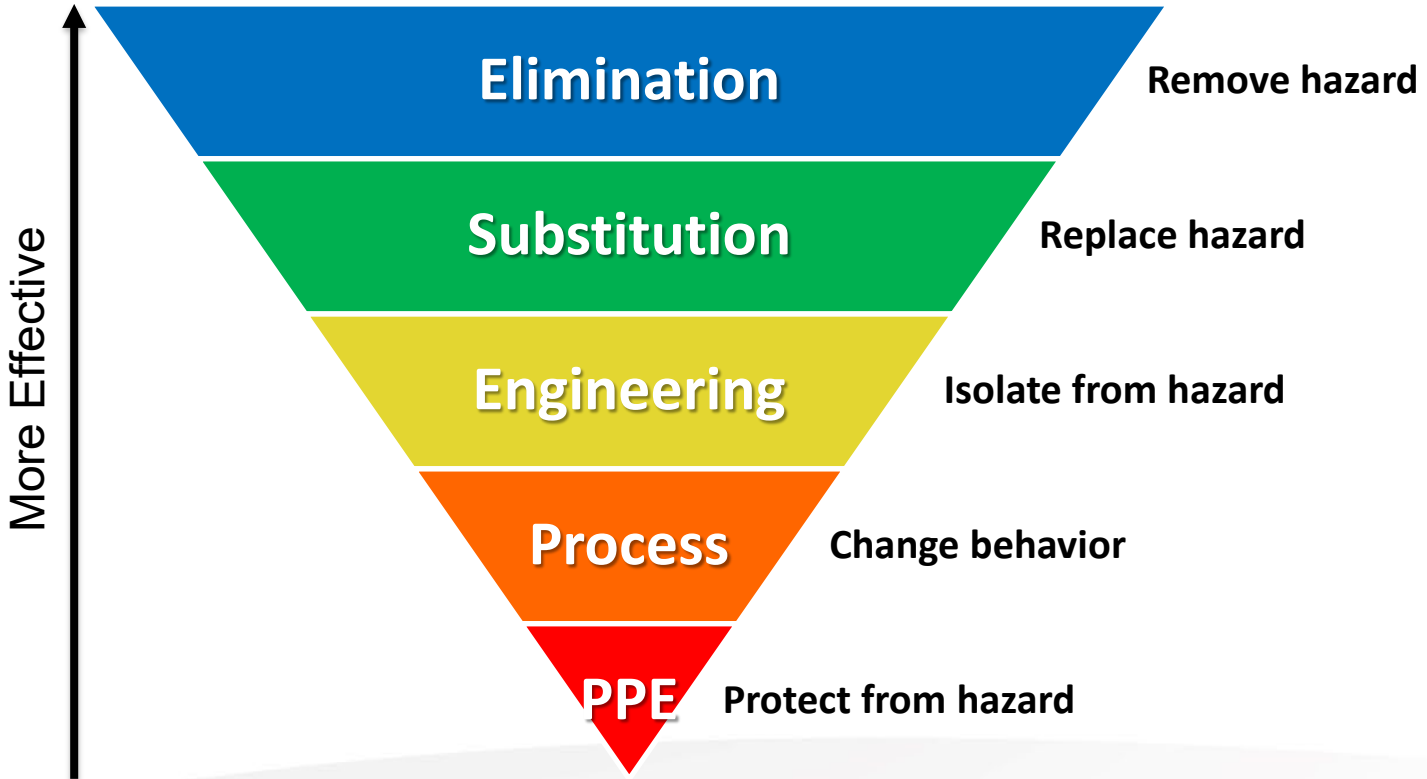 More Effective
Elimination
Remove hazard
Substitution
Replace hazard
Engineering
Isolate from hazard
Process
Change behavior
PPE
Protect from hazard